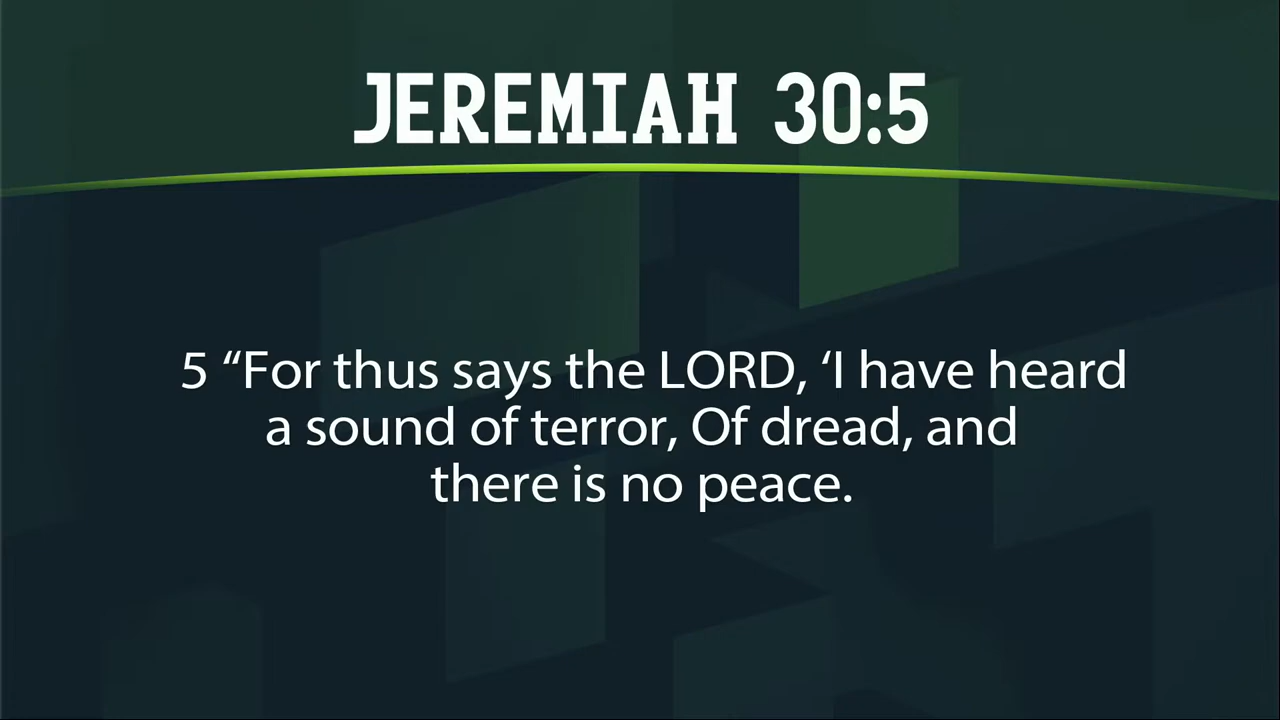 JEREMIAH 30:5
5 “For thus says the LORD, ‘I have heard
a sound of terror, Of dread, and
there is no peace.